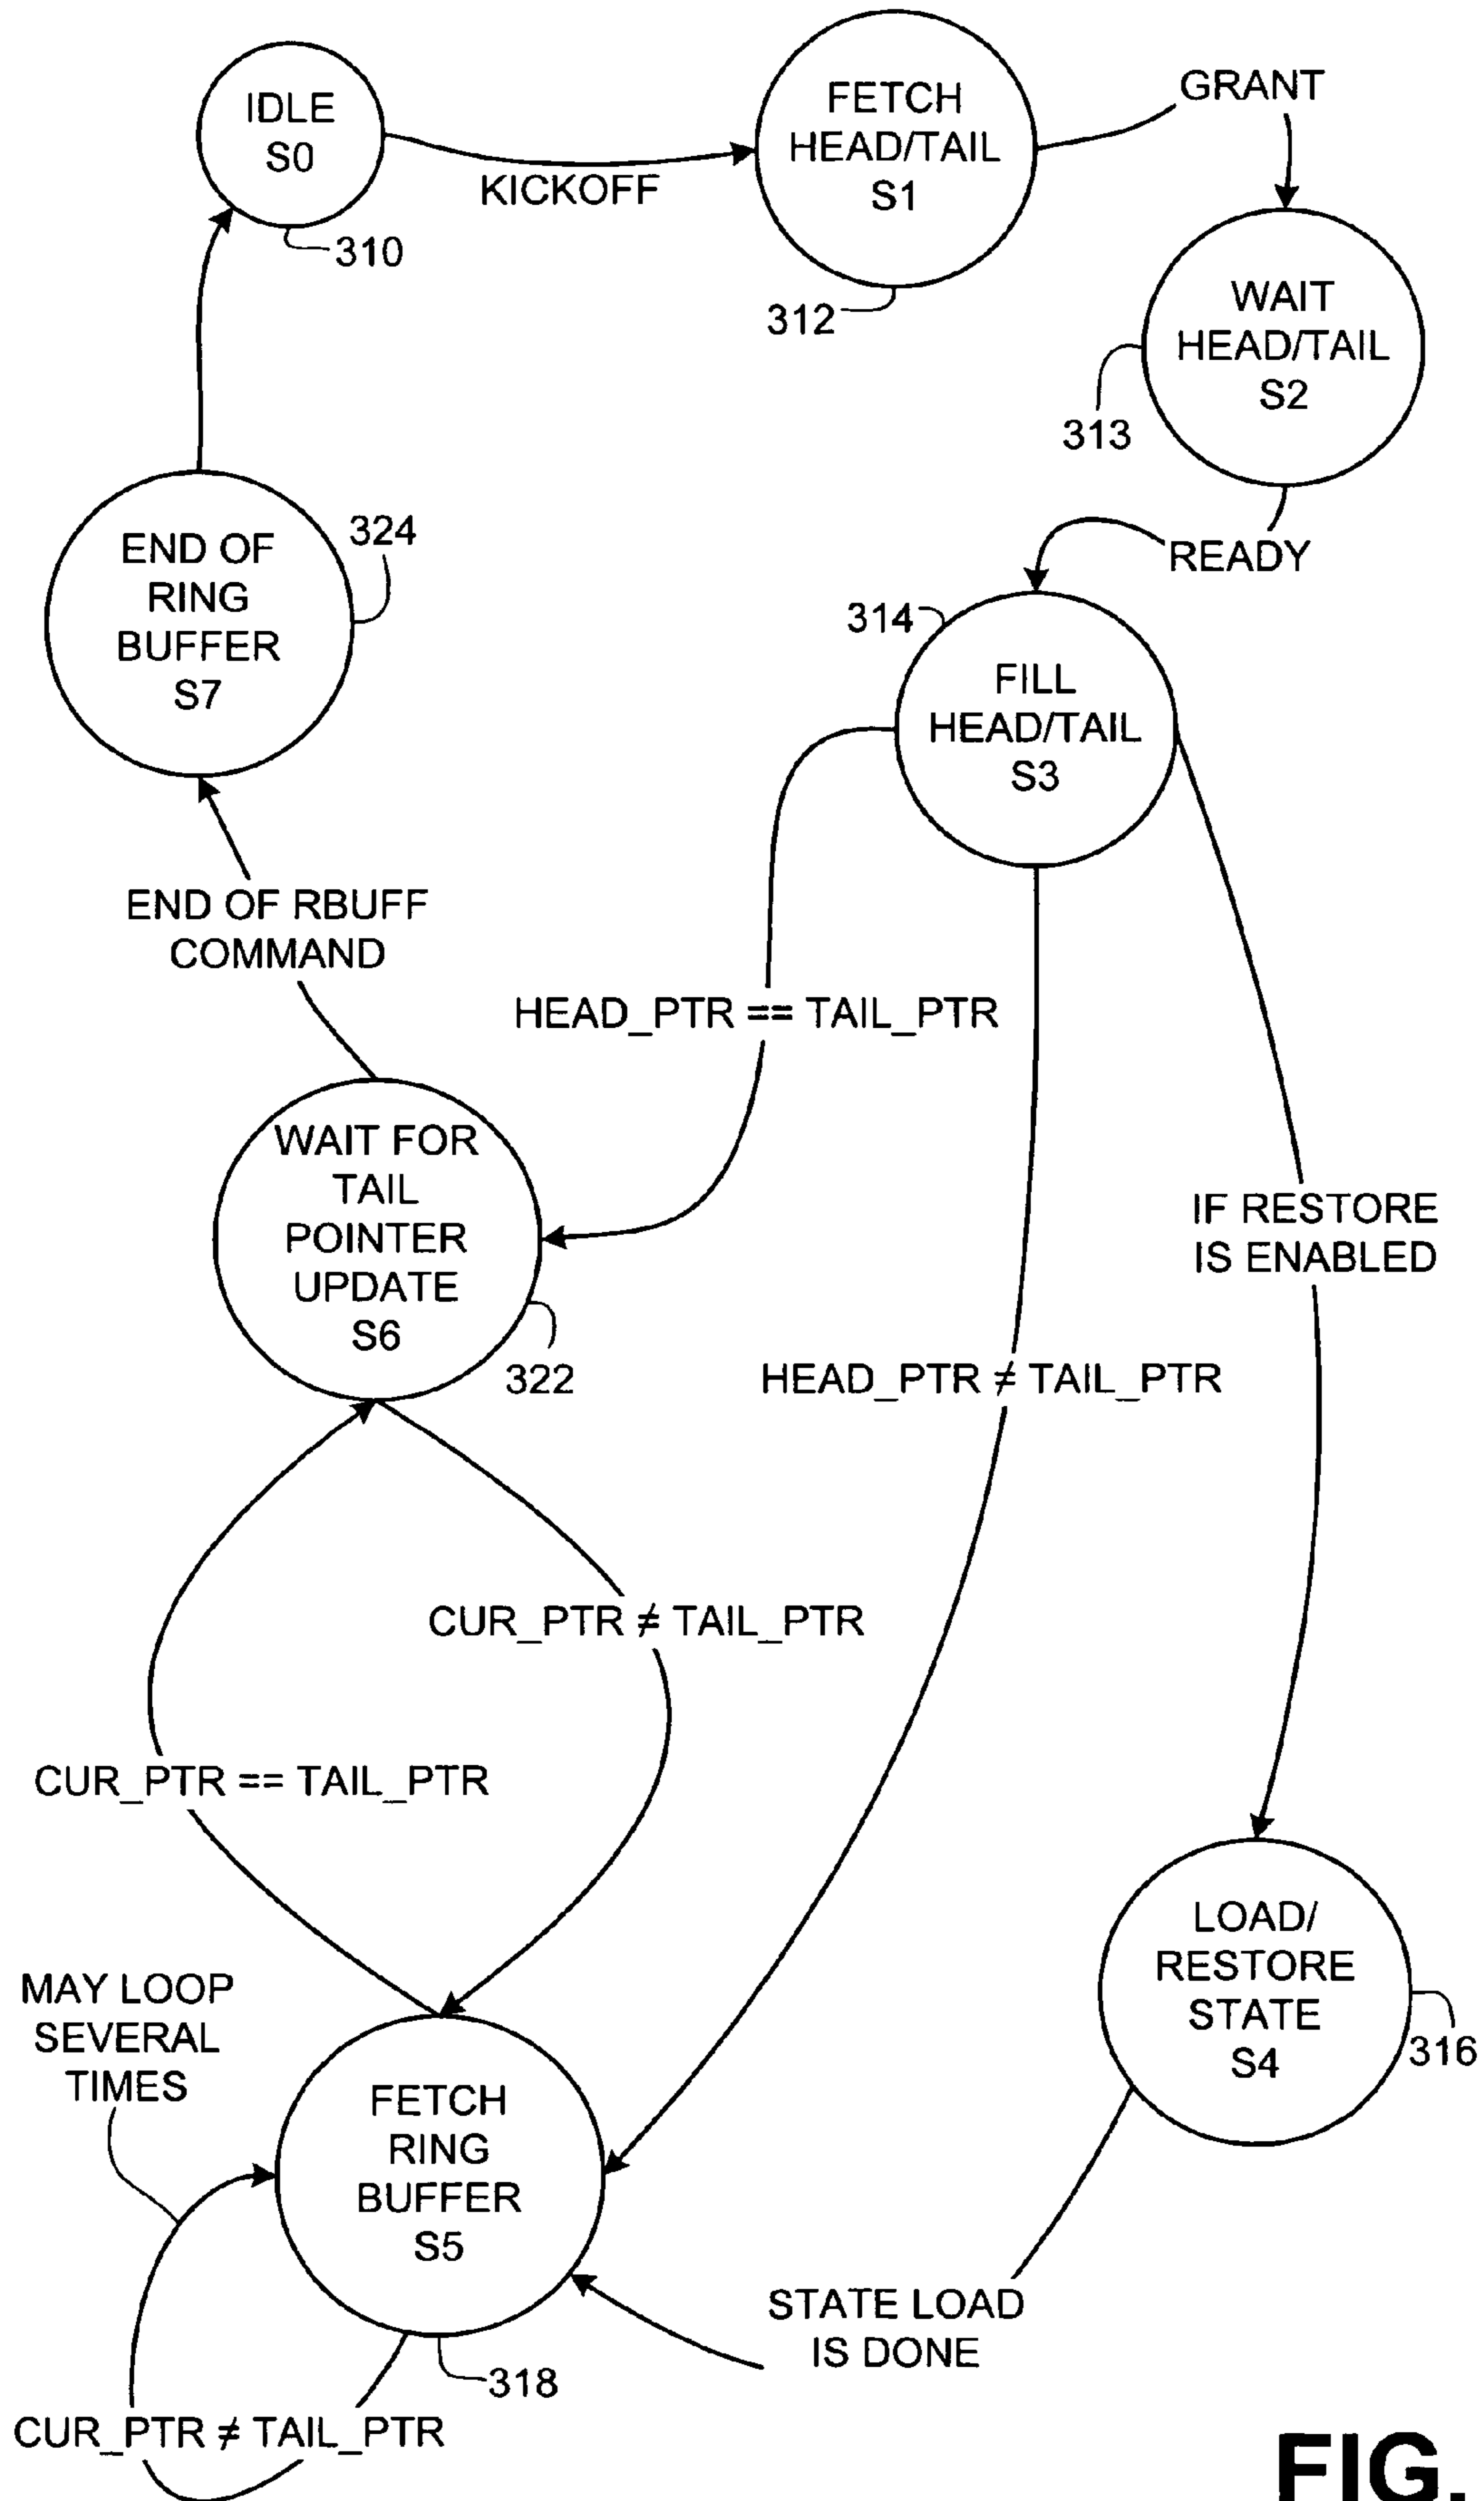 IDLE
S0
310
KICKOFF
FETCH
HEAD/TAIL
S1
312
GRANT
WAIT
HEAD/TAIL
S2
313
READY
END OF
RING
BUFFER
S7
324
314
FILL
HEAD/TAIL
S3
END OF RBUFF
COMMAND
HEAD_PTR == TAIL_PTR
WAIT FOR
TAIL
POINTER
UPDATE
S6
322
IF RESTORE
IS ENABLED
HEAD_PTR ≠ TAIL_PTR
CUR_PTR ≠ TAIL_PTR
CUR_PTR == TAIL_PTR
LOAD/
RESTORE
STATE
S4
316
MAY LOOP
SEVERAL
TIMES
FETCH
RING
BUFFER
S5
318
STATE LOAD
IS DONE
CUR_PTR ≠ TAIL_PTR
FIG.